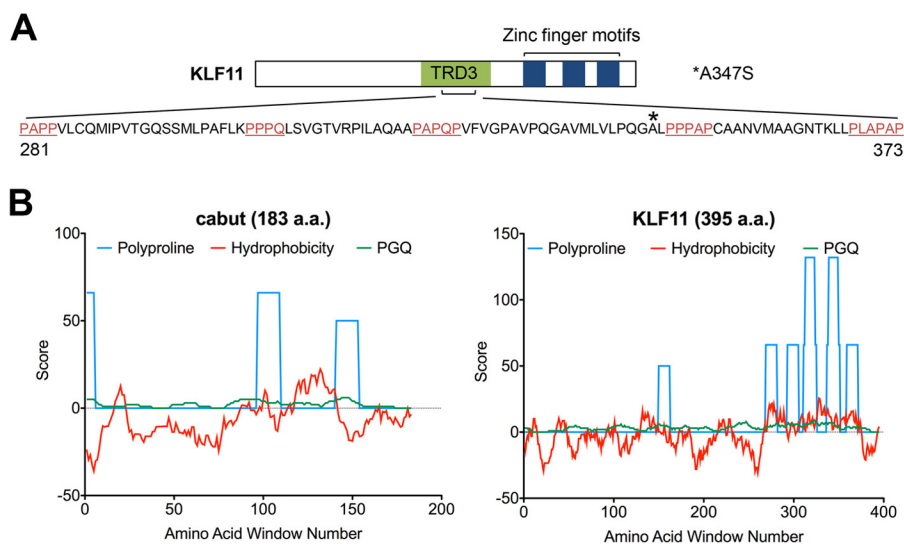 A
Zinc finger motifs
KLF11
TRD3
*A347S
*
PAPPVLCQMIPVTGQSSMLPAFLKPPPQLSVGTVRPILAQAAPAPQPVFVGPAVPQGAVMLVLPQGALPPPAPCAANVMAAGNTKLLPLAPAP
281
373
B
cabut (183 a.a.)
KLF11 (395 a.a.)
Polyproline
Hydrophobicity
PGQ
Polyproline
Hydrophobicity
PGQ
Score
100
50
0
-50
0
50
100
150
200
Amino Acid Window Number
Score
150
100
50
0
-50
0
100
200
300
400
Amino Acid Window Number